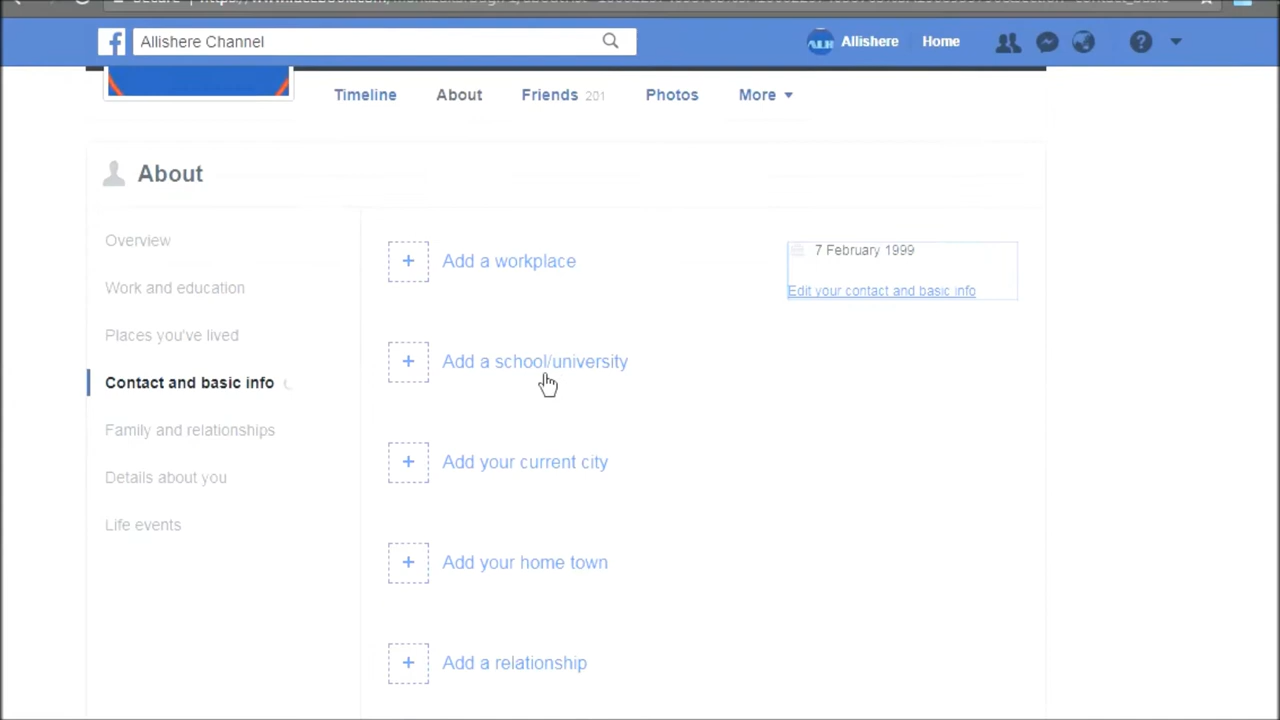 Allishere Channel
Allishere
Home
Timeline
About
Friends 201
Photos
More
About
Overview
Work and education
Places you've lived
Contact and basic info
Family and relationships
Details about you
Life events
Add a workplace
Add a school/university
Add your current city
Add your home town
Add a relationship
7 February 1999
Edit your contact and basic info